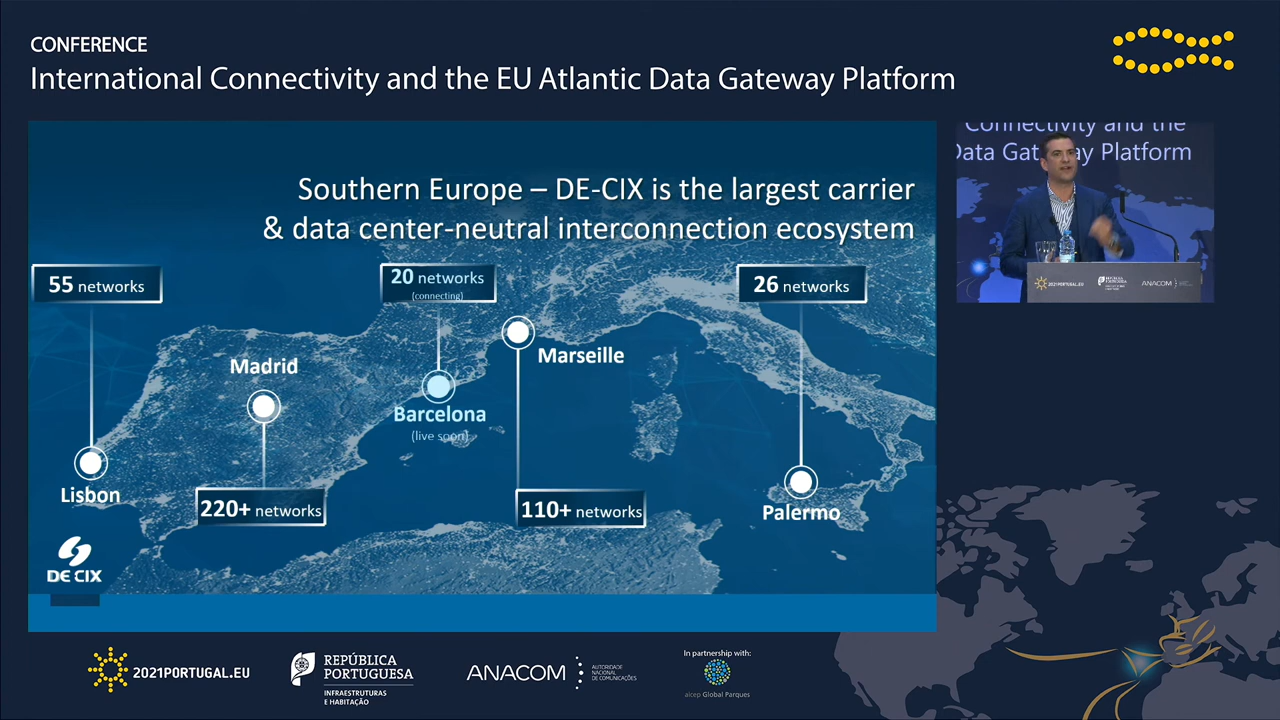 CONFERENCE
International Connectivity and the EU Atlantic Data Gateway Platform
Connectivity and the
Data Gateway Platform
Southern Europe – DE-CIX is the largest carrier
& data center-neutral interconnection ecosystem
55 networks
20 networks
(connecting)
26 networks
Marseille
Madrid
Barcelona
(live soon)
Lisbon
220+ networks
110+ networks
Palermo
DE CIX
2021PORTUGAL.EU
ANACOM
2021PORTUGAL.EU
REPÚBLICA
PORTUGUESA
INFRAESTRUTURAS
E HABITAÇÃO
ANACOM
AUTORIDADE
NACIONAL
DE COMUNICAÇÕES
In partnership with:
aicep Global Parques